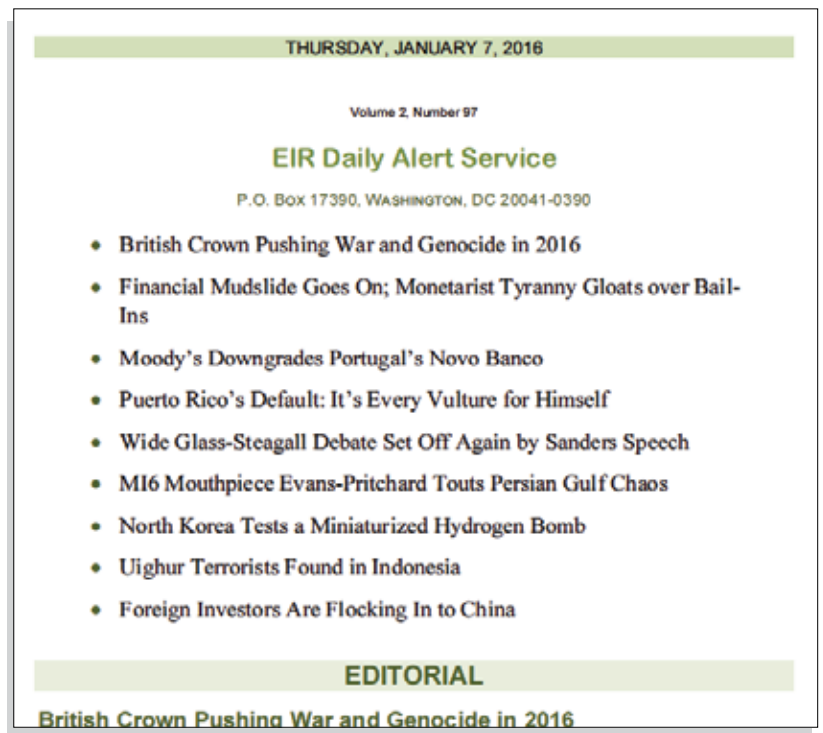 THURSDAY, JANUARY 7, 2016
Volume 2, Number 97
EIR Daily Alert Service
P.O. Box 17390, Washington, DC 20041-0390
• British Crown Pushing War and Genocide in 2016
• Financial Mudslide Goes On; Monetarist Tyranny Gloats over Bail-
Ins
• Moody's Downgrades Portugal's Novo Banco
• Puerto Rico's Default: It's Every Vulture for Himself
• Wide Glass-Steagall Debate Set Off Again by Sanders Speech
• MI6 Mouthpiece Evans-Pritchard Touts Persian Gulf Chaos
• North Korea Tests a Miniaturized Hydrogen Bomb
• Uighur Terrorists Found in Indonesia
• Foreign Investors Are Flocking In to China
EDITORIAL
British Crown Pushing War and Genocide in 2016